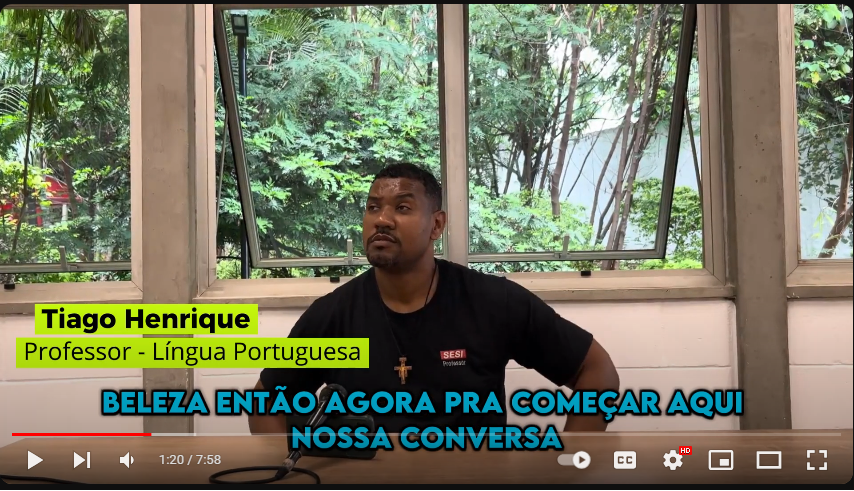 SESI
Professor
Tiago Henrique
Professor - Língua Portuguesa
BELEZA ENTÃO AGORA PRA COMEÇAR AQUI
NOSSA CONVERSA
1:20 / 7:58
CC
HD